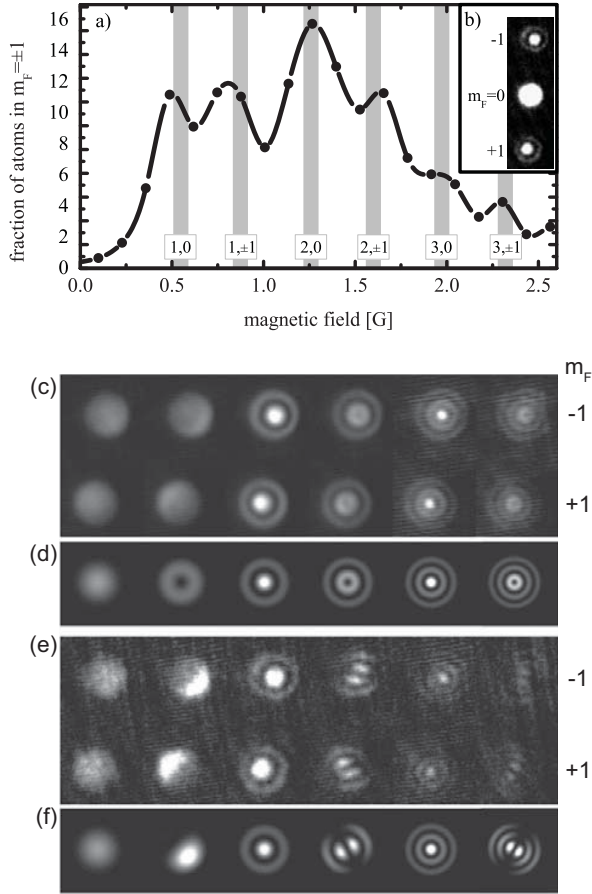 a)
b)
fraction of atoms in m_F=±1
16
14
12
10
8
6
4
2
0
-1
m_F=0
+1
1,0
1,±1
2,0
2,±1
3,0
3,±1
0.0
0.5
1.0
1.5
2.0
2.5
magnetic field [G]
m_F
(c)
-1
+1
(d)
(e)
-1
+1
(f)